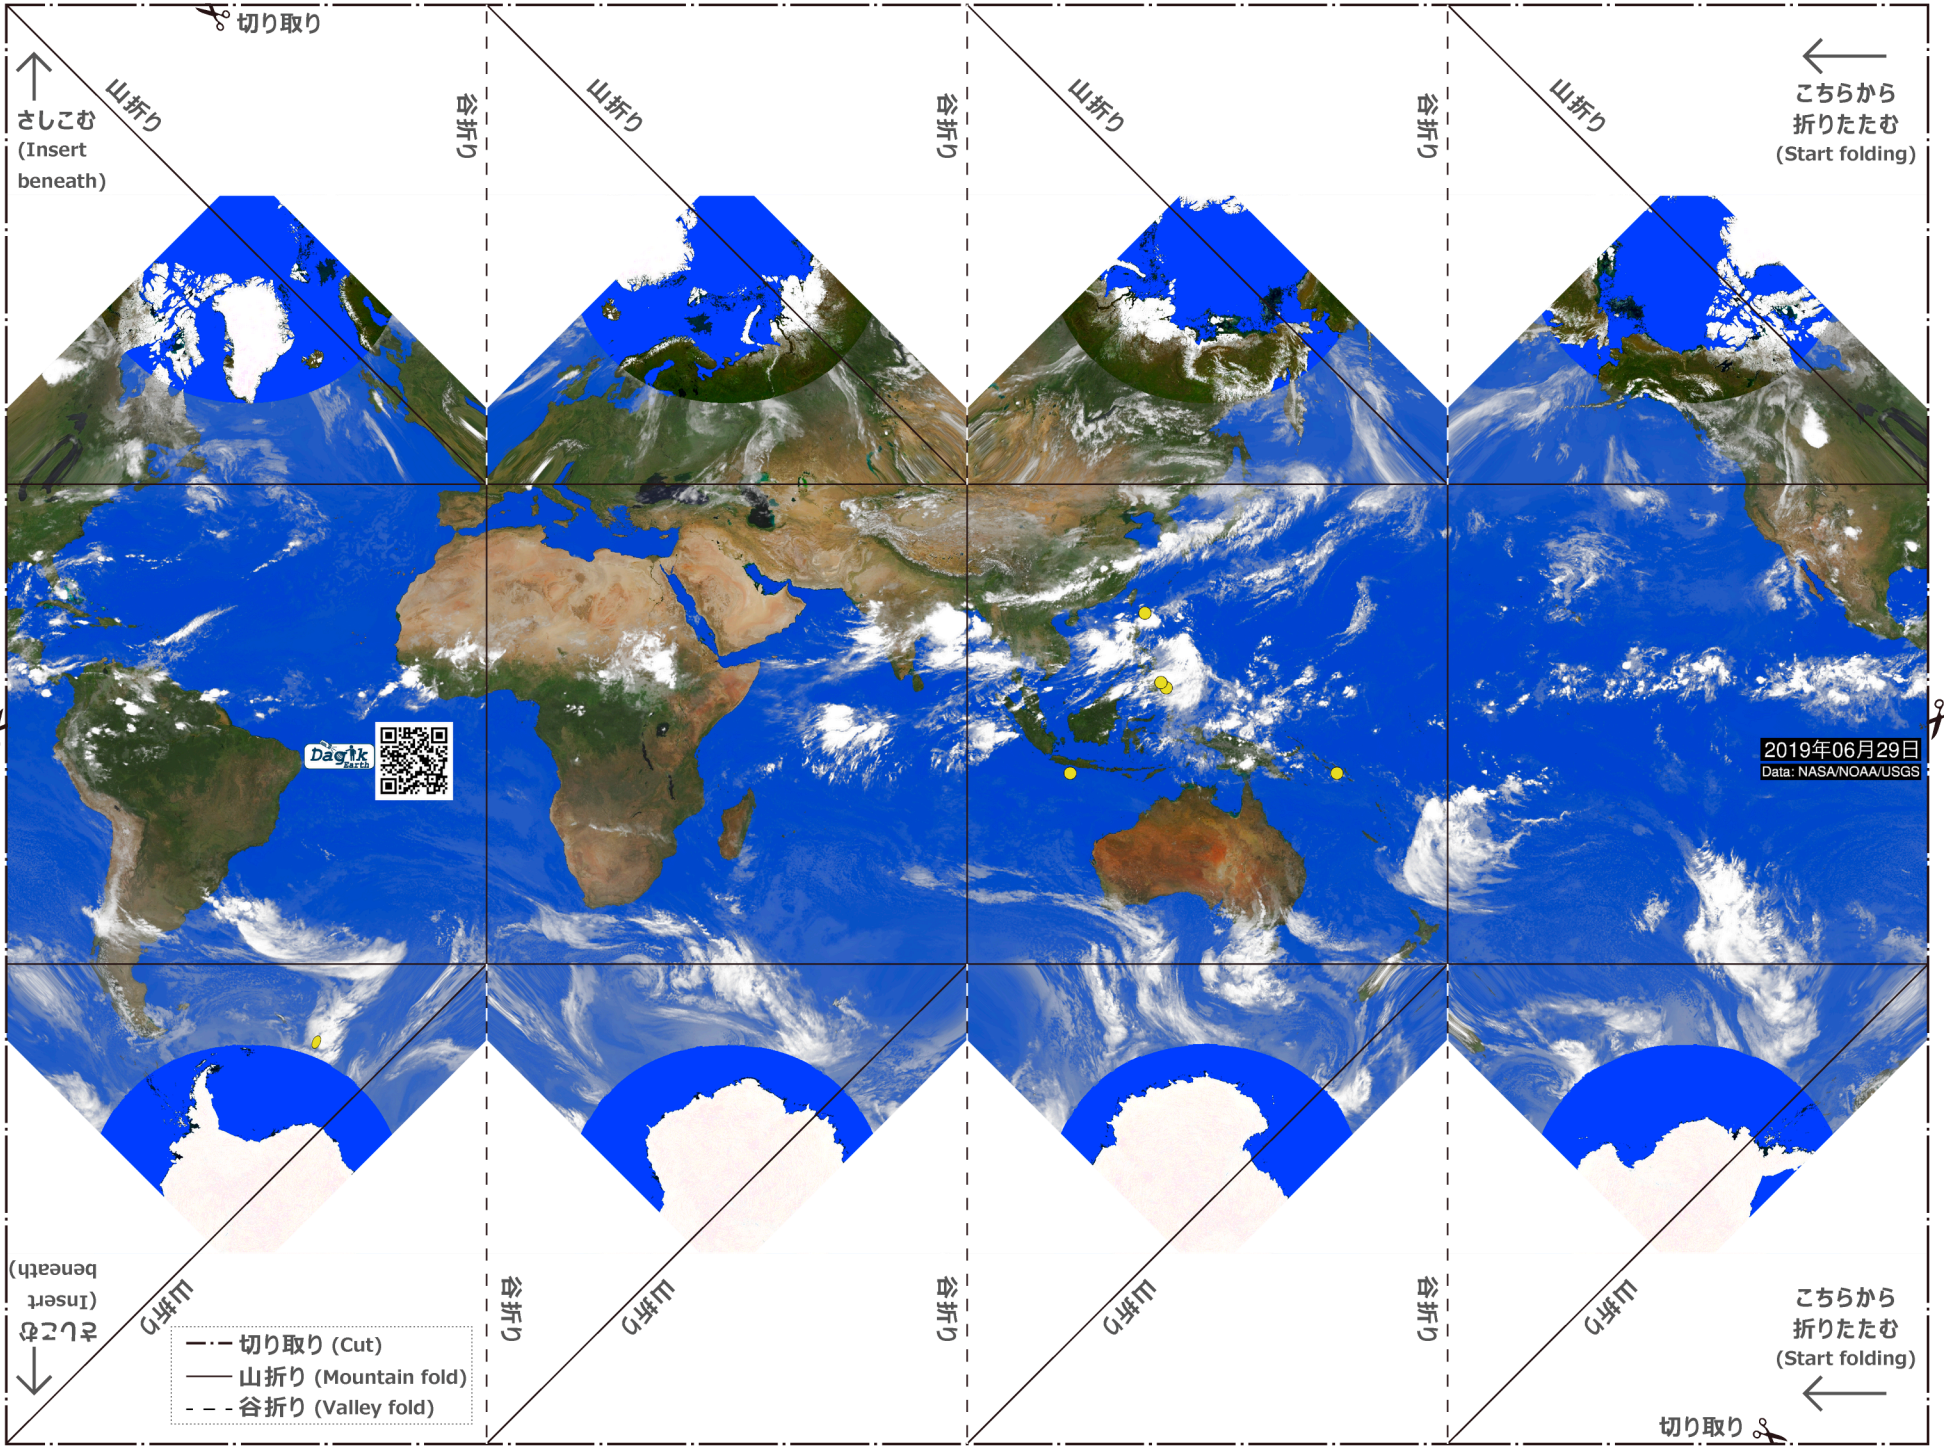 切り取り
山折り
谷折り
山折り
谷折り
山折り
谷折り
山折り
こちらから
折りたたむ
(Start folding)
さしこむ
(Insert
beneath)
Dagik
Earth
2019年06月29日
Data: NASA/NOAA/USGS
さしこむ
(Insert
beneath)
山折り
谷折り
山折り
谷折り
山折り
谷折り
山折り
こちらから
折りたたむ
(Start folding)
切り取り (Cut)
山折り (Mountain fold)
谷折り (Valley fold)
切り取り